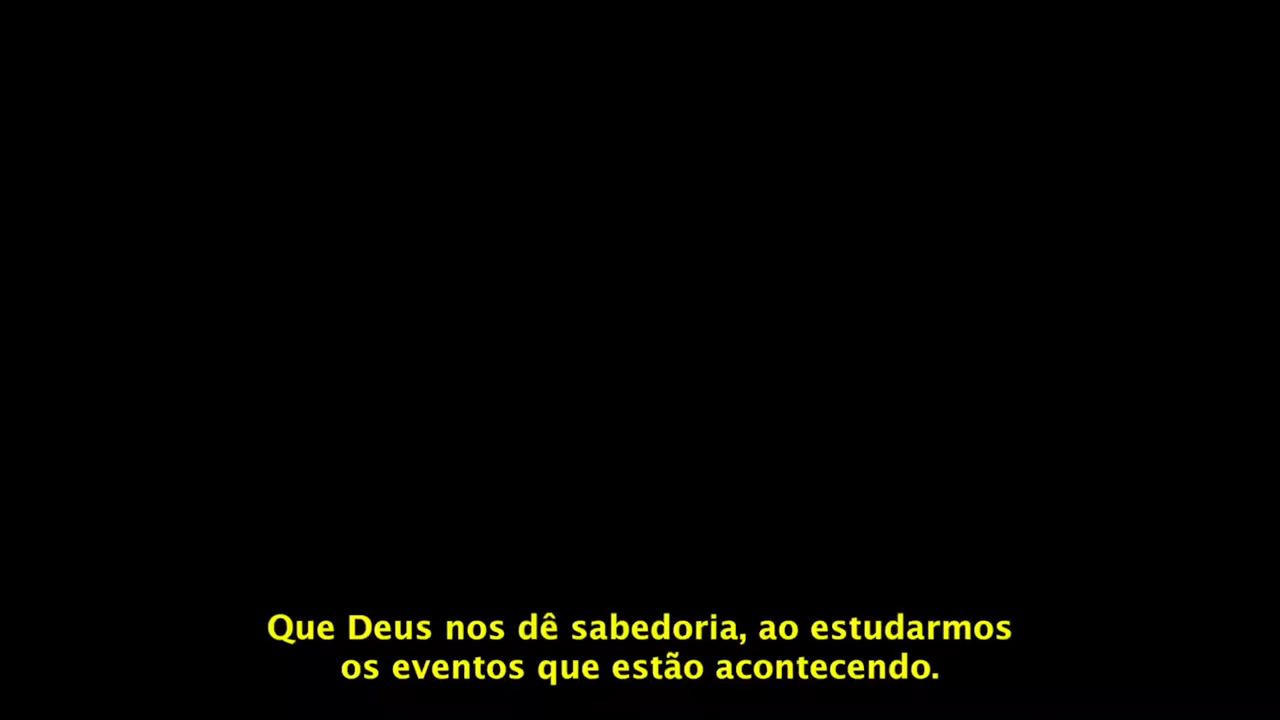 Que Deus nos dê sabedoria, ao estudarmos
os eventos que estão acontecendo.